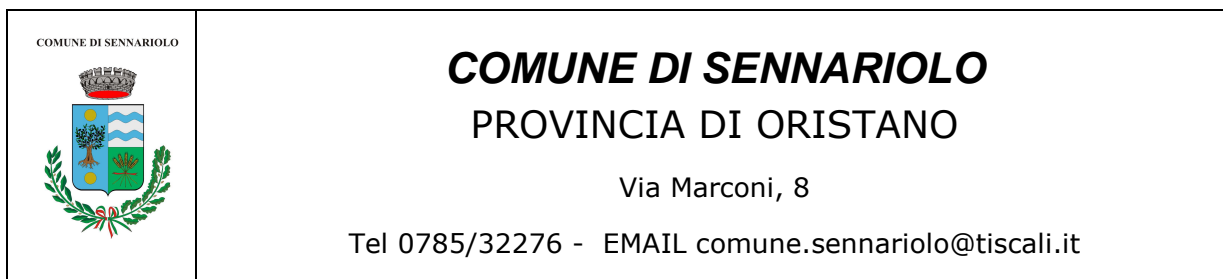 COMUNE DI SENNARIOLO
COMUNE DI SENNARIOLO
PROVINCIA DI ORISTANO
Via Marconi, 8
Tel 0785/32276 - EMAIL comune.sennariolo@tiscali.it